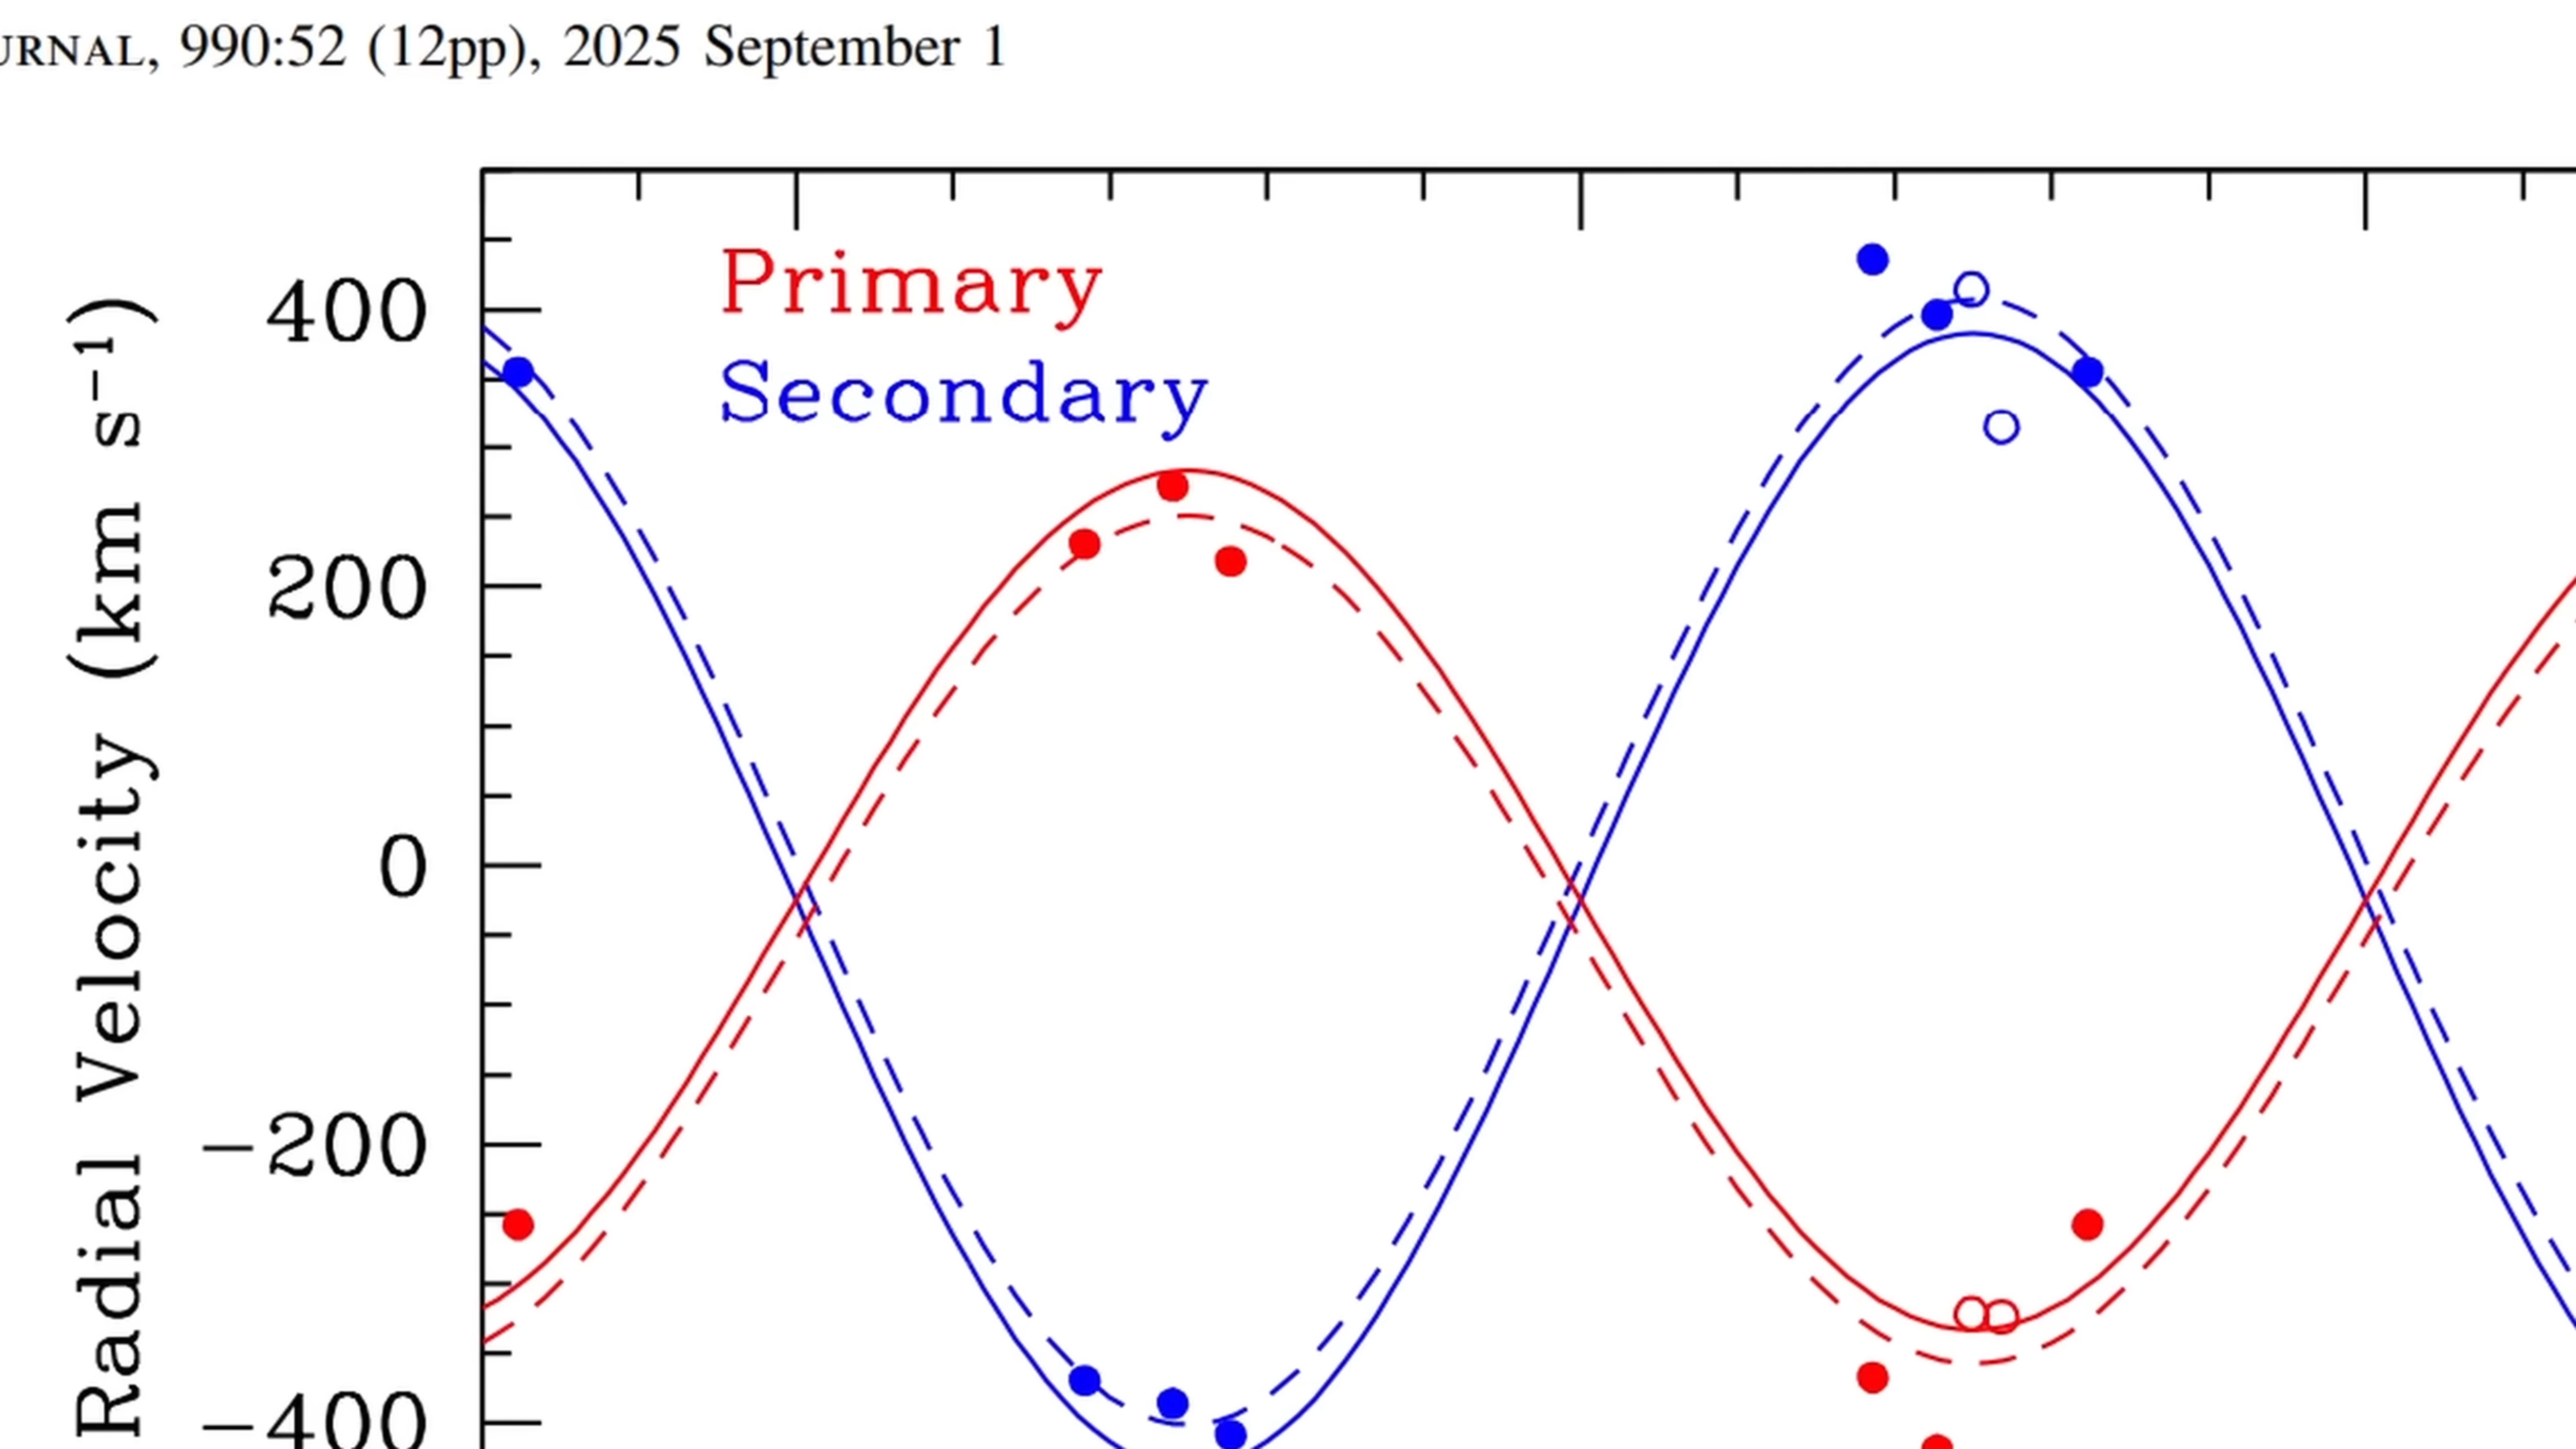 URNAL, 990:52 (12pp), 2025 September 1
Primary
Secondary
400
200
0
−200
−400
Radial Velocity (km s⁻¹)